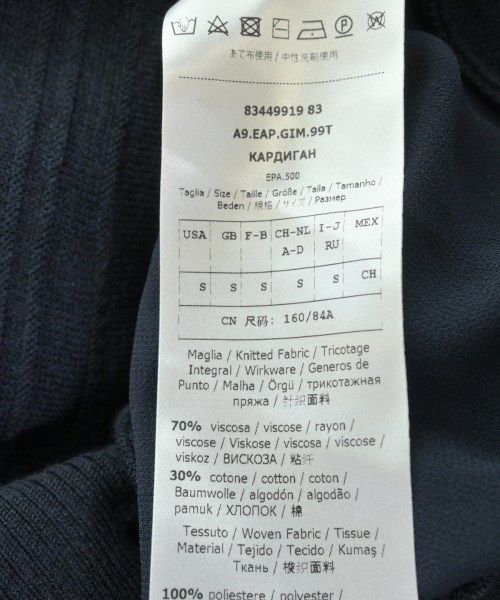 あて布使用 / 中性洗剤使用
83449919 83
A9.EAP.GIM.99T
КАРДИГАН
EPA.500
Taglia / Size / Taille / Größe / Talla / Tamanho /
Beden / 規格 / サイズ / Размер
USA GB F-B CH-NL I-J MEX
A-D RU
S S S S S CH
CN 尺码: 160/84A
Maglia / Knitted Fabric / Tricotage
Integral / Wirkware / Generos de
Punto / Malha / Örgü / трикотажная
пряжа / 针织面料
70% viscosa / viscose / rayon /
viscose / Viskose / viscosa / viscose /
viskoz / ВИСКОЗА / 粘纤
30% cotone / cotton / coton /
Baumwolle / algodón / algodão /
pamuk / ХЛОПОК / 棉
Tessuto / Woven Fabric / Tissue /
Material / Tejido / Tecido / Kumaş /
Ткань / 梭织面料
100% poliestere / polyester /